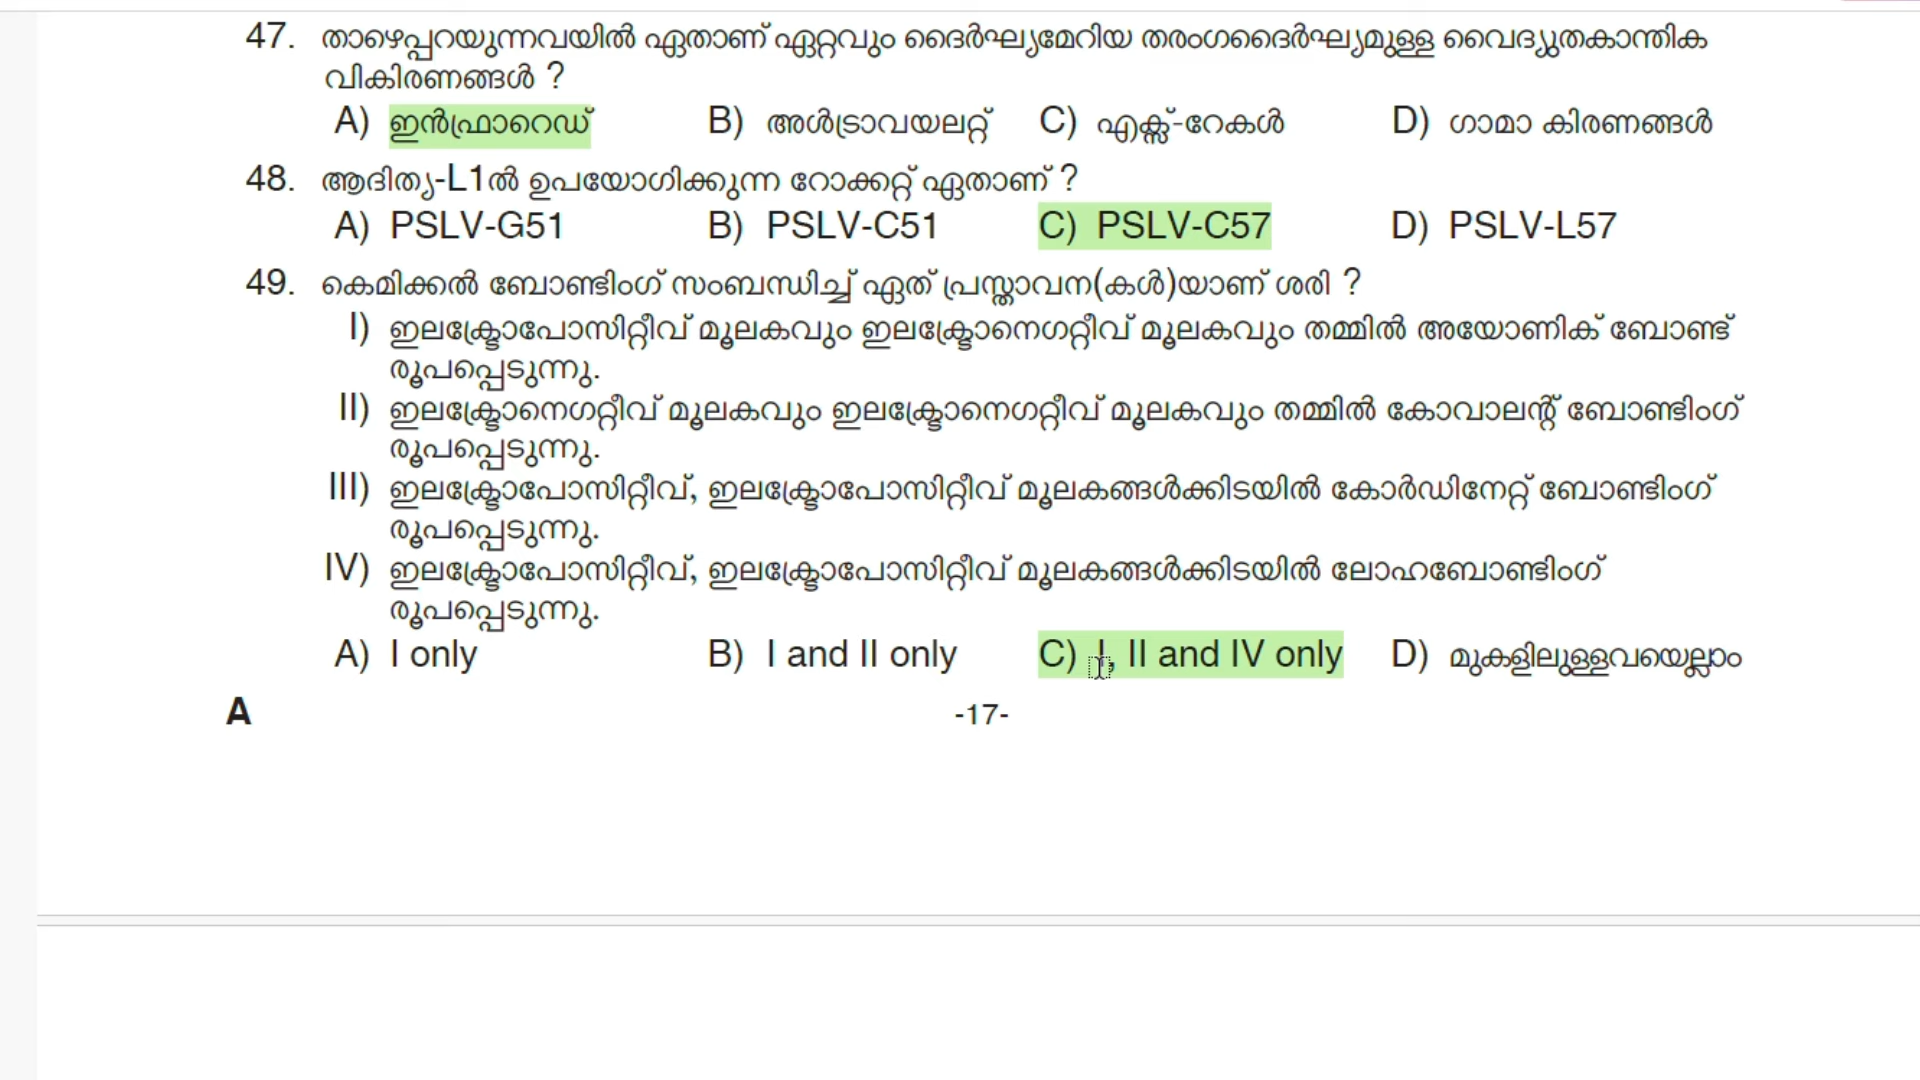 47. താഴെപ്പറയുന്നവയിൽ ഏതാണ് ഏറ്റവും ദൈർഘ്യമേറിയ തരംഗദൈർഘ്യമുള്ള വൈദ്യുതകാന്തിക
വികിരണങ്ങൾ ?
A) ഇൻഫ്രാറെഡ് B) അൾട്രാവയലറ്റ് C) എക്സ്-റേകൾ D) ഗാമാ കിരണങ്ങൾ
48. ആദിത്യ-L1ൽ ഉപയോഗിക്കുന്ന റോക്കറ്റ് ഏതാണ് ?
A) PSLV-G51 B) PSLV-C51 C) PSLV-C57 D) PSLV-L57
49. കെമിക്കൽ ബോണ്ടിംഗ് സംബന്ധിച്ച് ഏത് പ്രസ്താവന(കൾ)യാണ് ശരി ?
I) ഇലക്ട്രോപോസിറ്റീവ് മൂലകവും ഇലക്ട്രോനെഗറ്റീവ് മൂലകവും തമ്മിൽ അയോണിക് ബോണ്ട്
രൂപപ്പെടുന്നു.
II) ഇലക്ട്രോനെഗറ്റീവ് മൂലകവും ഇലക്ട്രോനെഗറ്റീവ് മൂലകവും തമ്മിൽ കോവാലന്റ് ബോണ്ടിംഗ്
രൂപപ്പെടുന്നു.
III) ഇലക്ട്രോപോസിറ്റീവ്, ഇലക്ട്രോപോസിറ്റീവ് മൂലകങ്ങൾക്കിടയിൽ കോർഡിനേറ്റ് ബോണ്ടിംഗ്
രൂപപ്പെടുന്നു.
IV) ഇലക്ട്രോപോസിറ്റീവ്, ഇലക്ട്രോപോസിറ്റീവ് മൂലകങ്ങൾക്കിടയിൽ ലോഹബോണ്ടിംഗ്
രൂപപ്പെടുന്നു.
A) I only B) I and II only C) I, II and IV only D) മുകളിലുള്ളവയെല്ലാം
A -17-